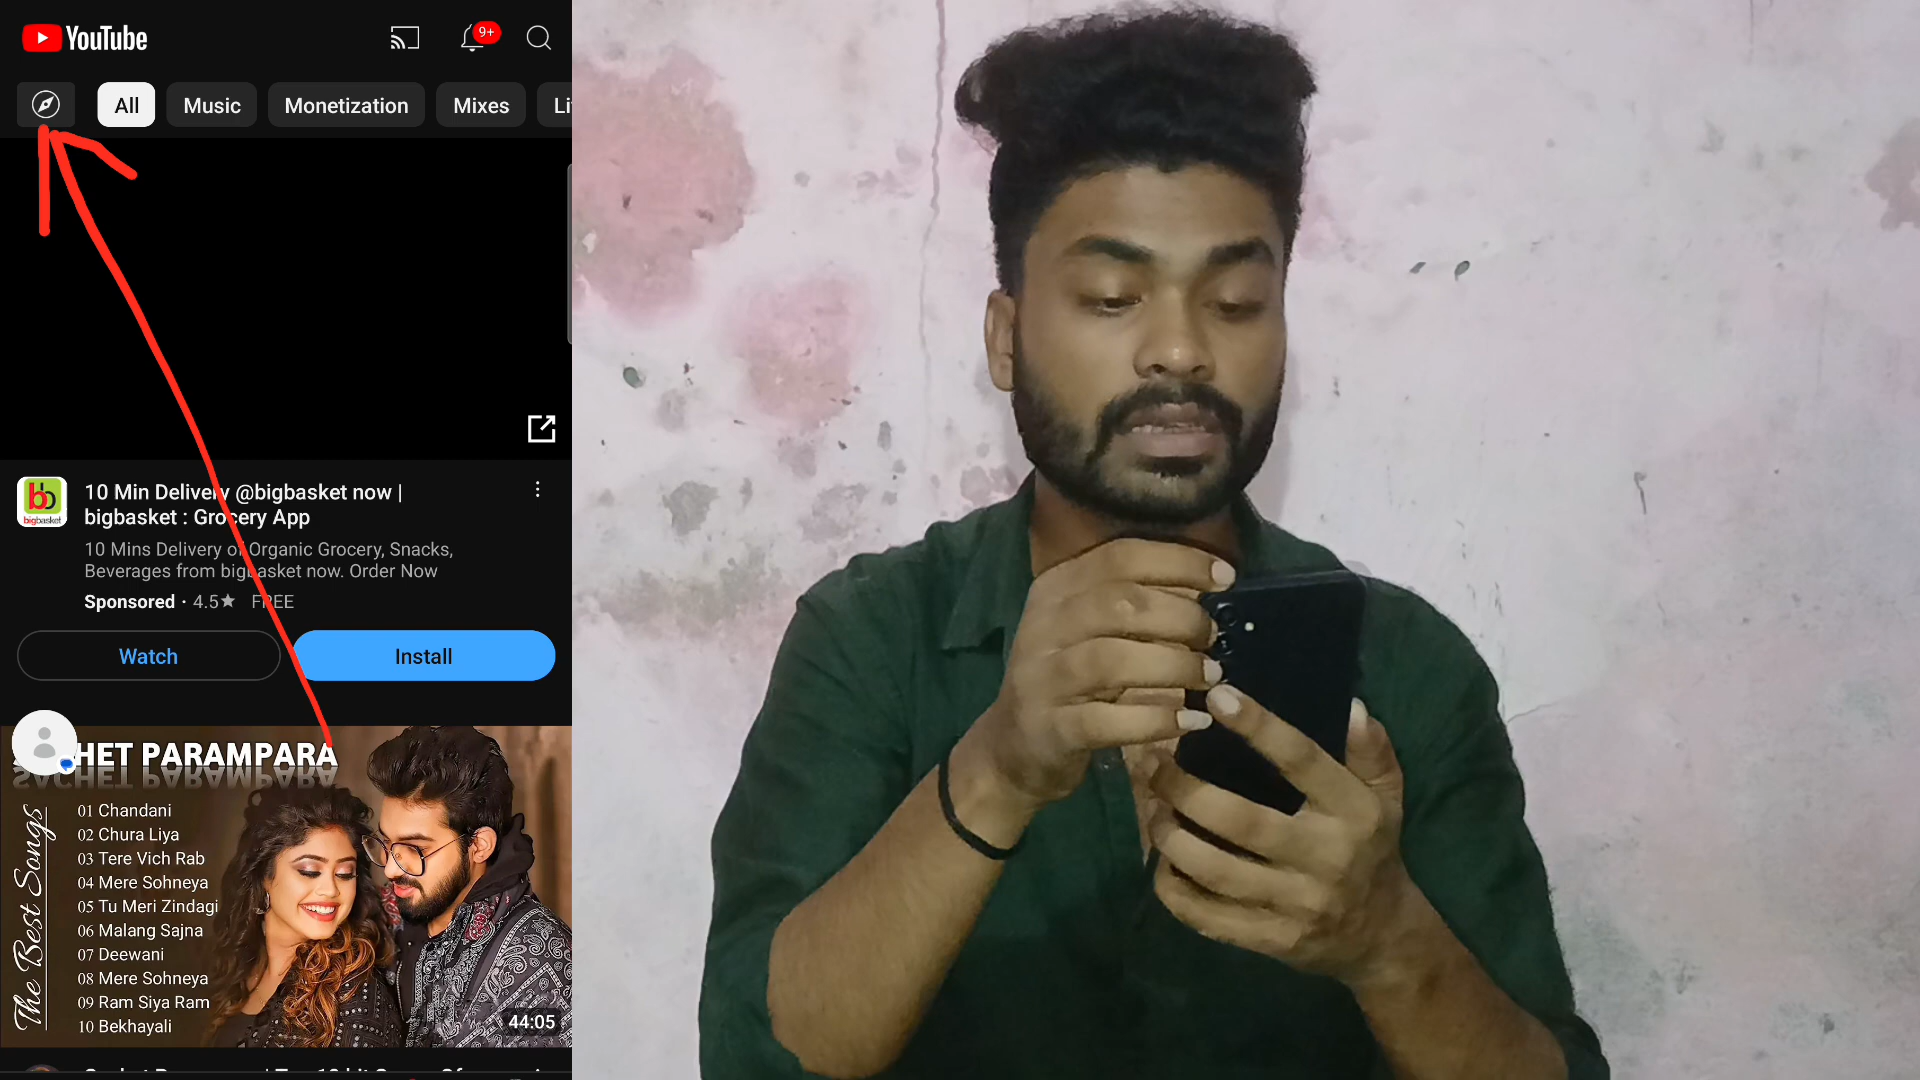 YouTube
9+
All Music Monetization Mixes Li
10 Min Delivery @bigbasket now |
bigbasket : Grocery App
bb
bigbasket
10 Mins Delivery of Organic Grocery, Snacks,
Beverages from bigbasket now. Order Now
Sponsored · 4.5★ FREE
Watch Install
HET PARAMPARA
The Best Songs
01 Chandani
02 Chura Liya
03 Tere Vich Rab
04 Mere Sohneya
05 Tu Meri Zindagi
06 Malang Sajna
07 Deewani
08 Mere Sohneya
09 Ram Siya Ram
10 Bekhayali
44:05